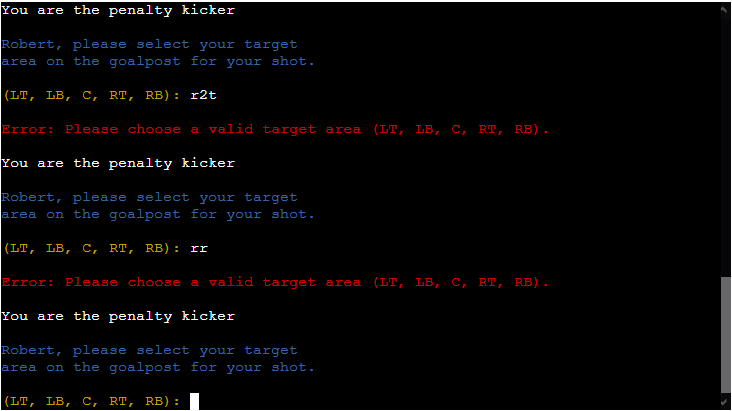 You are the penalty kicker
Robert, please select your target
area on the goalpost for your shot.
(LT, LB, C, RT, RB): r2t
Error: Please choose a valid target area (LT, LB, C, RT, RB).
You are the penalty kicker
Robert, please select your target
area on the goalpost for your shot.
(LT, LB, C, RT, RB): rr
Error: Please choose a valid target area (LT, LB, C, RT, RB).
You are the penalty kicker
Robert, please select your target
area on the goalpost for your shot.
(LT, LB, C, RT, RB):